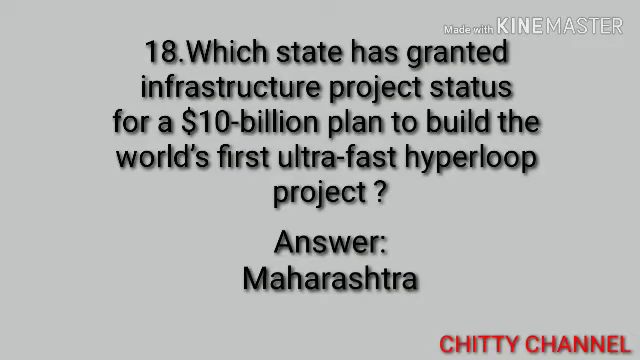 Made with KINEMASTER
18.Which state has granted
infrastructure project status
for a $10-billion plan to build the
world's first ultra-fast hyperloop
project ?
Answer:
Maharashtra
CHITTY CHANNEL